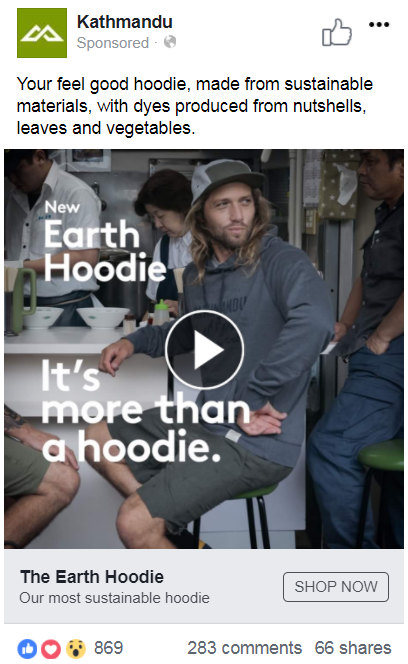 Kathmandu
Sponsored ·
Your feel good hoodie, made from sustainable
materials, with dyes produced from nutshells,
leaves and vegetables.
New
Earth
Hoodie
It's
more than
a hoodie.
The Earth Hoodie
Our most sustainable hoodie
SHOP NOW
869
283 comments 66 shares